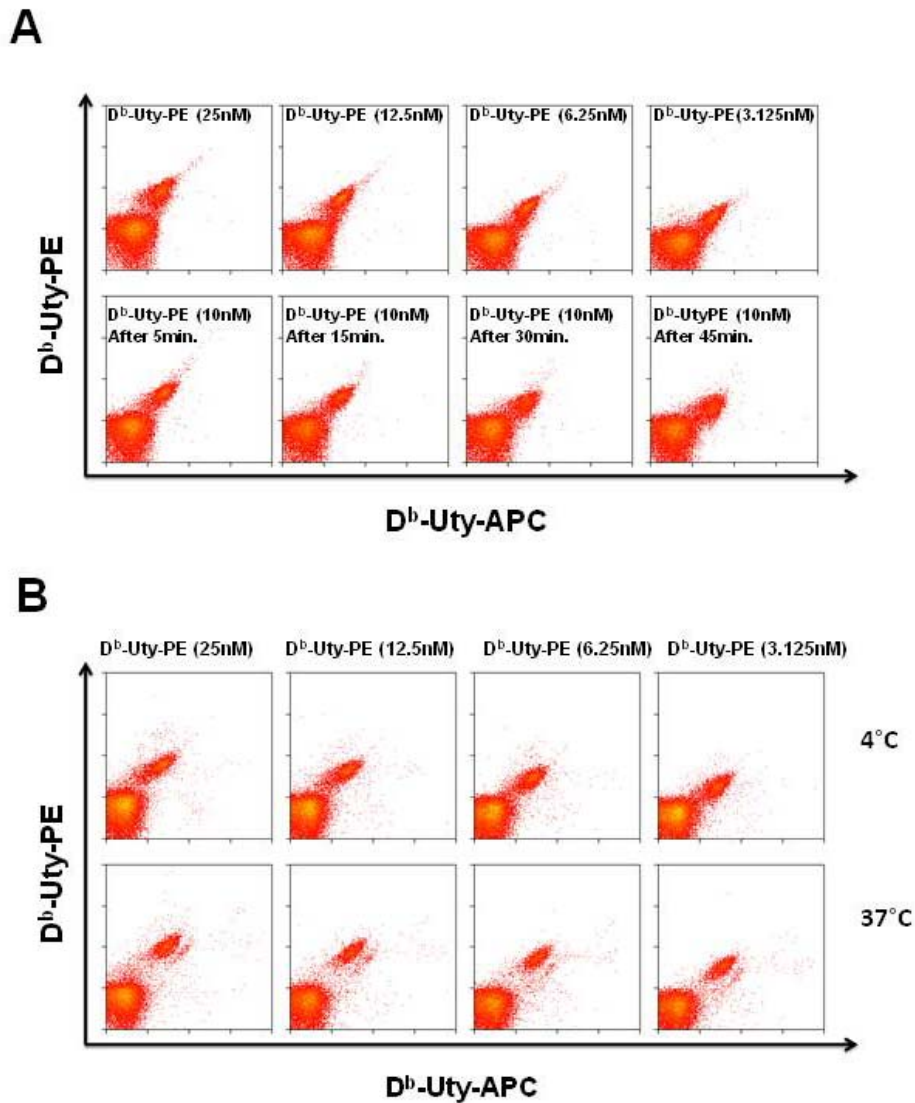 A
Dᵇ-Uty-PE (25nM) Dᵇ-Uty-PE (12.5nM) Dᵇ-Uty-PE (6.25nM) Dᵇ-Uty-PE(3.125nM)
Dᵇ-Uty-PE
Dᵇ-Uty-PE (10nM) Dᵇ-Uty-PE (10nM) Dᵇ-Uty-PE (10nM) Dᵇ-UtyPE (10nM)
After 5min. After 15min. After 30min. After 45min.
Dᵇ-Uty-APC
B
Dᵇ-Uty-PE (25nM) Dᵇ-Uty-PE (12.5nM) Dᵇ-Uty-PE (6.25nM) Dᵇ-Uty-PE (3.125nM)
4°C
Dᵇ-Uty-PE
37°C
Dᵇ-Uty-APC